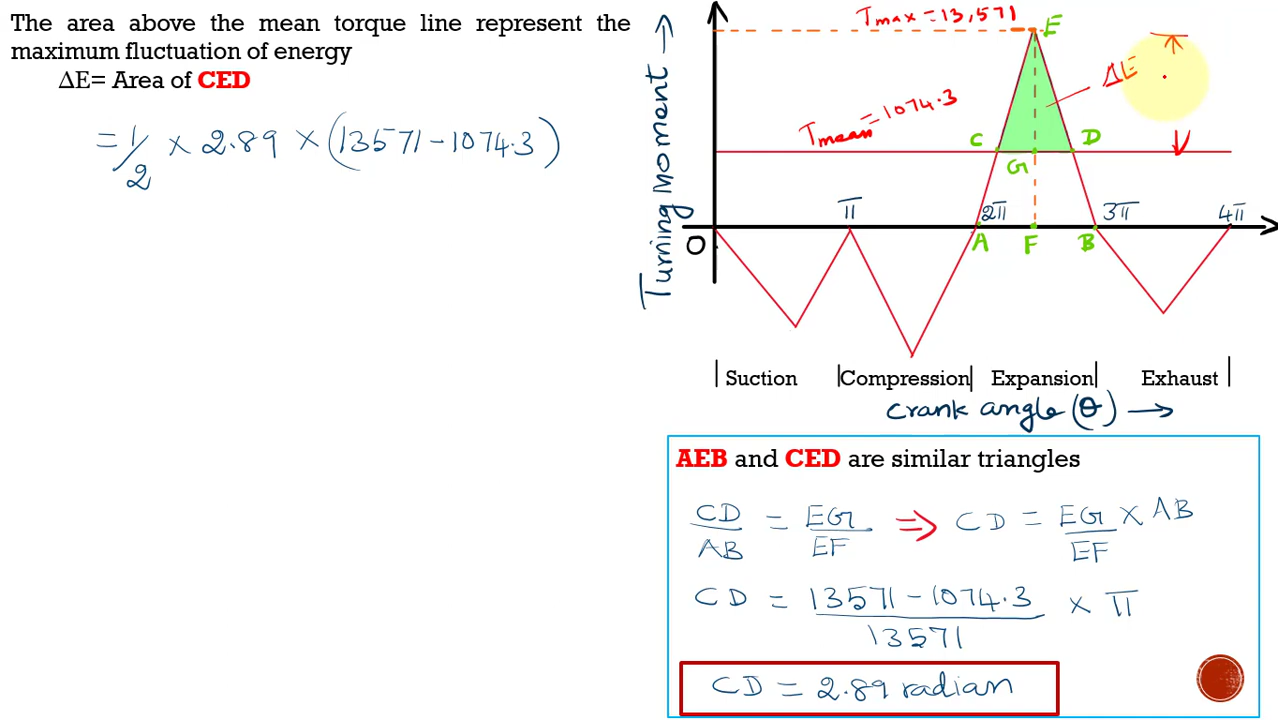 The area above the mean torque line represent the
maximum fluctuation of energy
ΔE= Area of CED
= 1/2 × 2.89 × (13571 - 1074.3)
Tmax = 13,571
E
ΔE
Tmean = 1074.3
C D
G
Turning moment →
π 2π 3π 4π
O A F B
Suction Compression Expansion Exhaust
crank angle (θ) →
AEB and CED are similar triangles
CD/AB = EG/EF ⇒ CD = EG/EF × AB
CD = (13571 - 1074.3)/13571 × π
CD = 2.89 radian